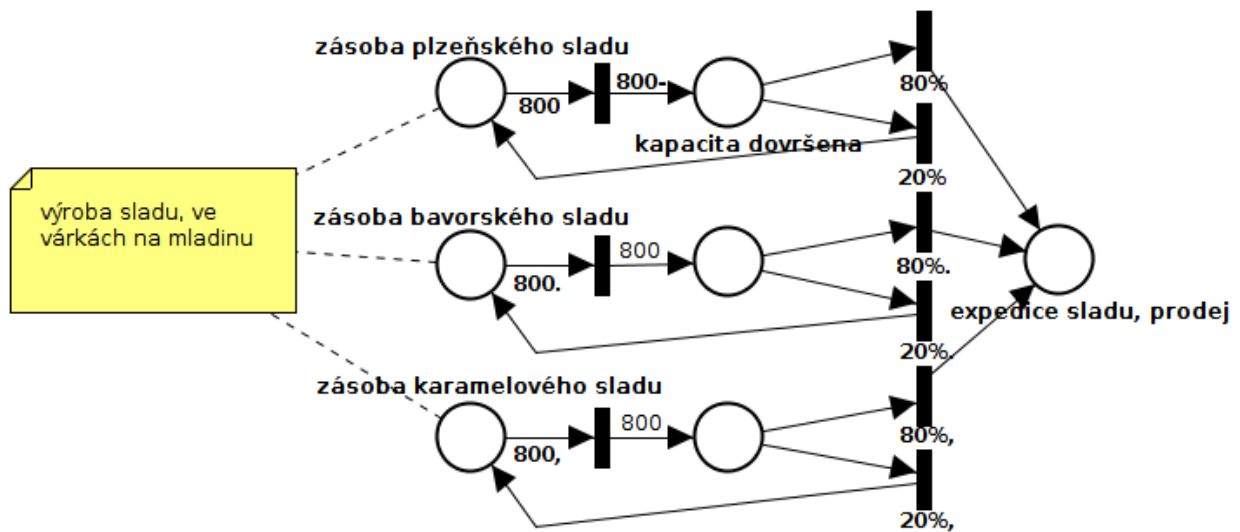 zásoba plzeňského sladu
800
800-
80%
kapacita dovršena
20%
výroba sladu, ve
várkách na mladinu
zásoba bavorského sladu
800.
800
80%.
expedice sladu, prodej
20%.
zásoba karamelového sladu
800,
800
80%,
20%,